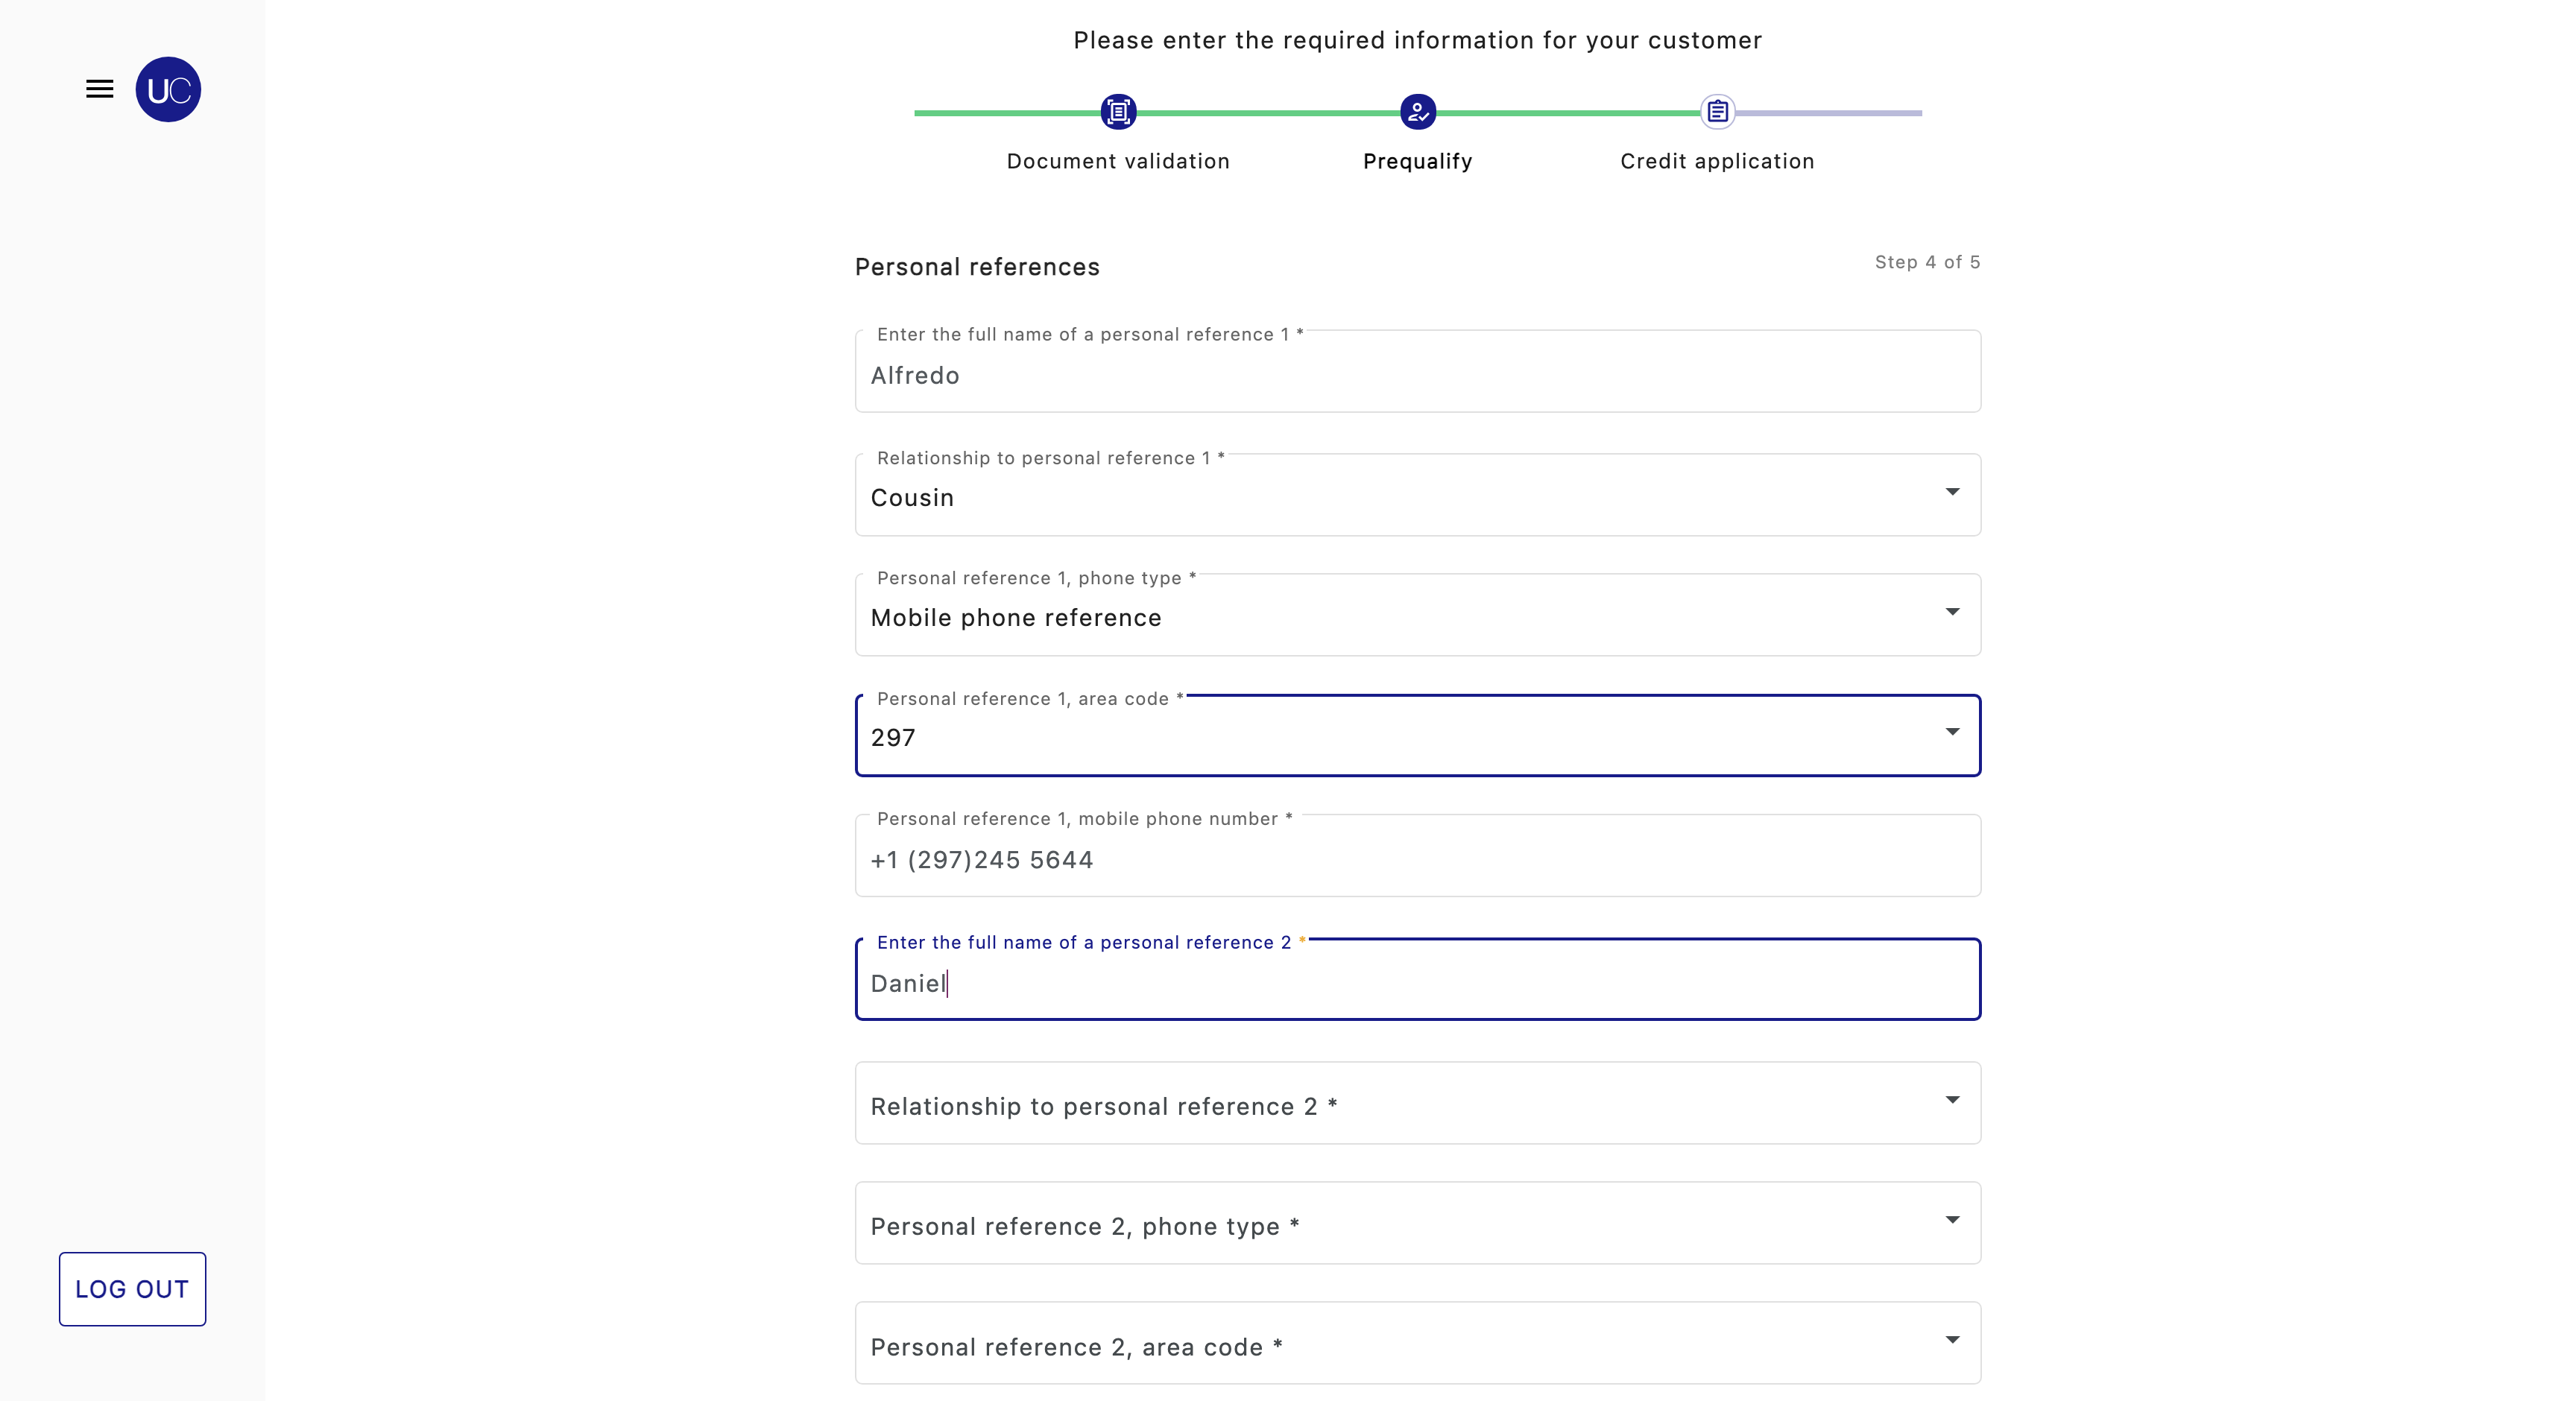 Please enter the required information for your customer
UC
Document validation
Prequalify
Credit application
Personal references
Step 4 of 5
Enter the full name of a personal reference 1 *
Alfredo
Relationship to personal reference 1 *
Cousin
Personal reference 1, phone type *
Mobile phone reference
Personal reference 1, area code *
297
Personal reference 1, mobile phone number *
+1 (297)245 5644
Enter the full name of a personal reference 2 *
Daniel
Relationship to personal reference 2 *
Personal reference 2, phone type *
Personal reference 2, area code *
LOG OUT